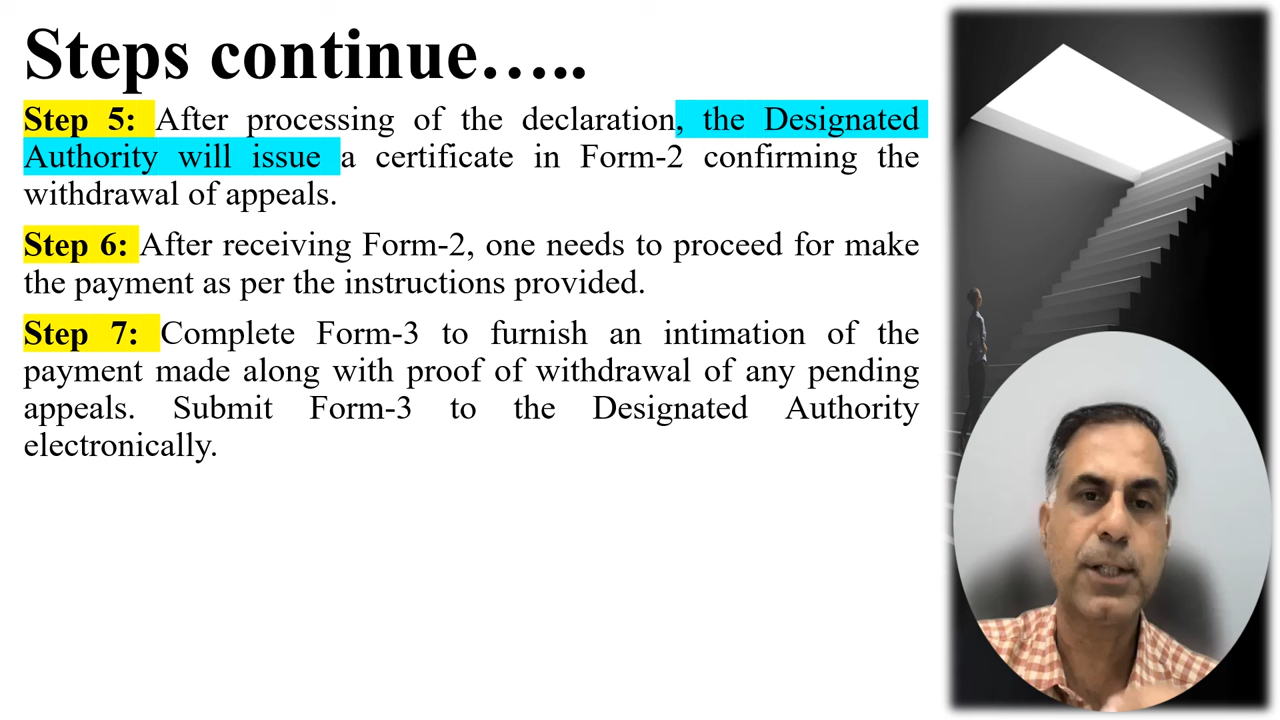 Steps continue…..
Step 5: After processing of the declaration, the Designated
Authority will issue a certificate in Form-2 confirming the
withdrawal of appeals.
Step 6: After receiving Form-2, one needs to proceed for make
the payment as per the instructions provided.
Step 7: Complete Form-3 to furnish an intimation of the
payment made along with proof of withdrawal of any pending
appeals. Submit Form-3 to the Designated Authority
electronically.